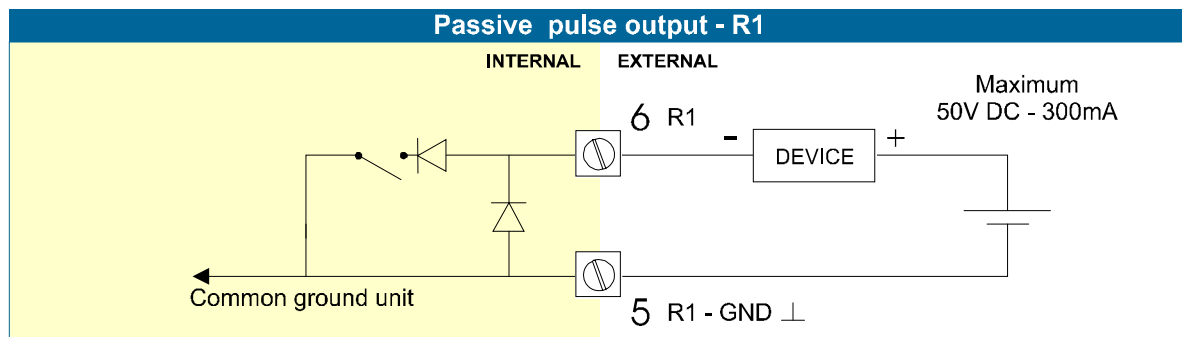 Passive pulse output - R1
INTERNAL EXTERNAL
Maximum
50V DC - 300mA
6 R1
- DEVICE +
Common ground unit
5 R1 - GND ⊥